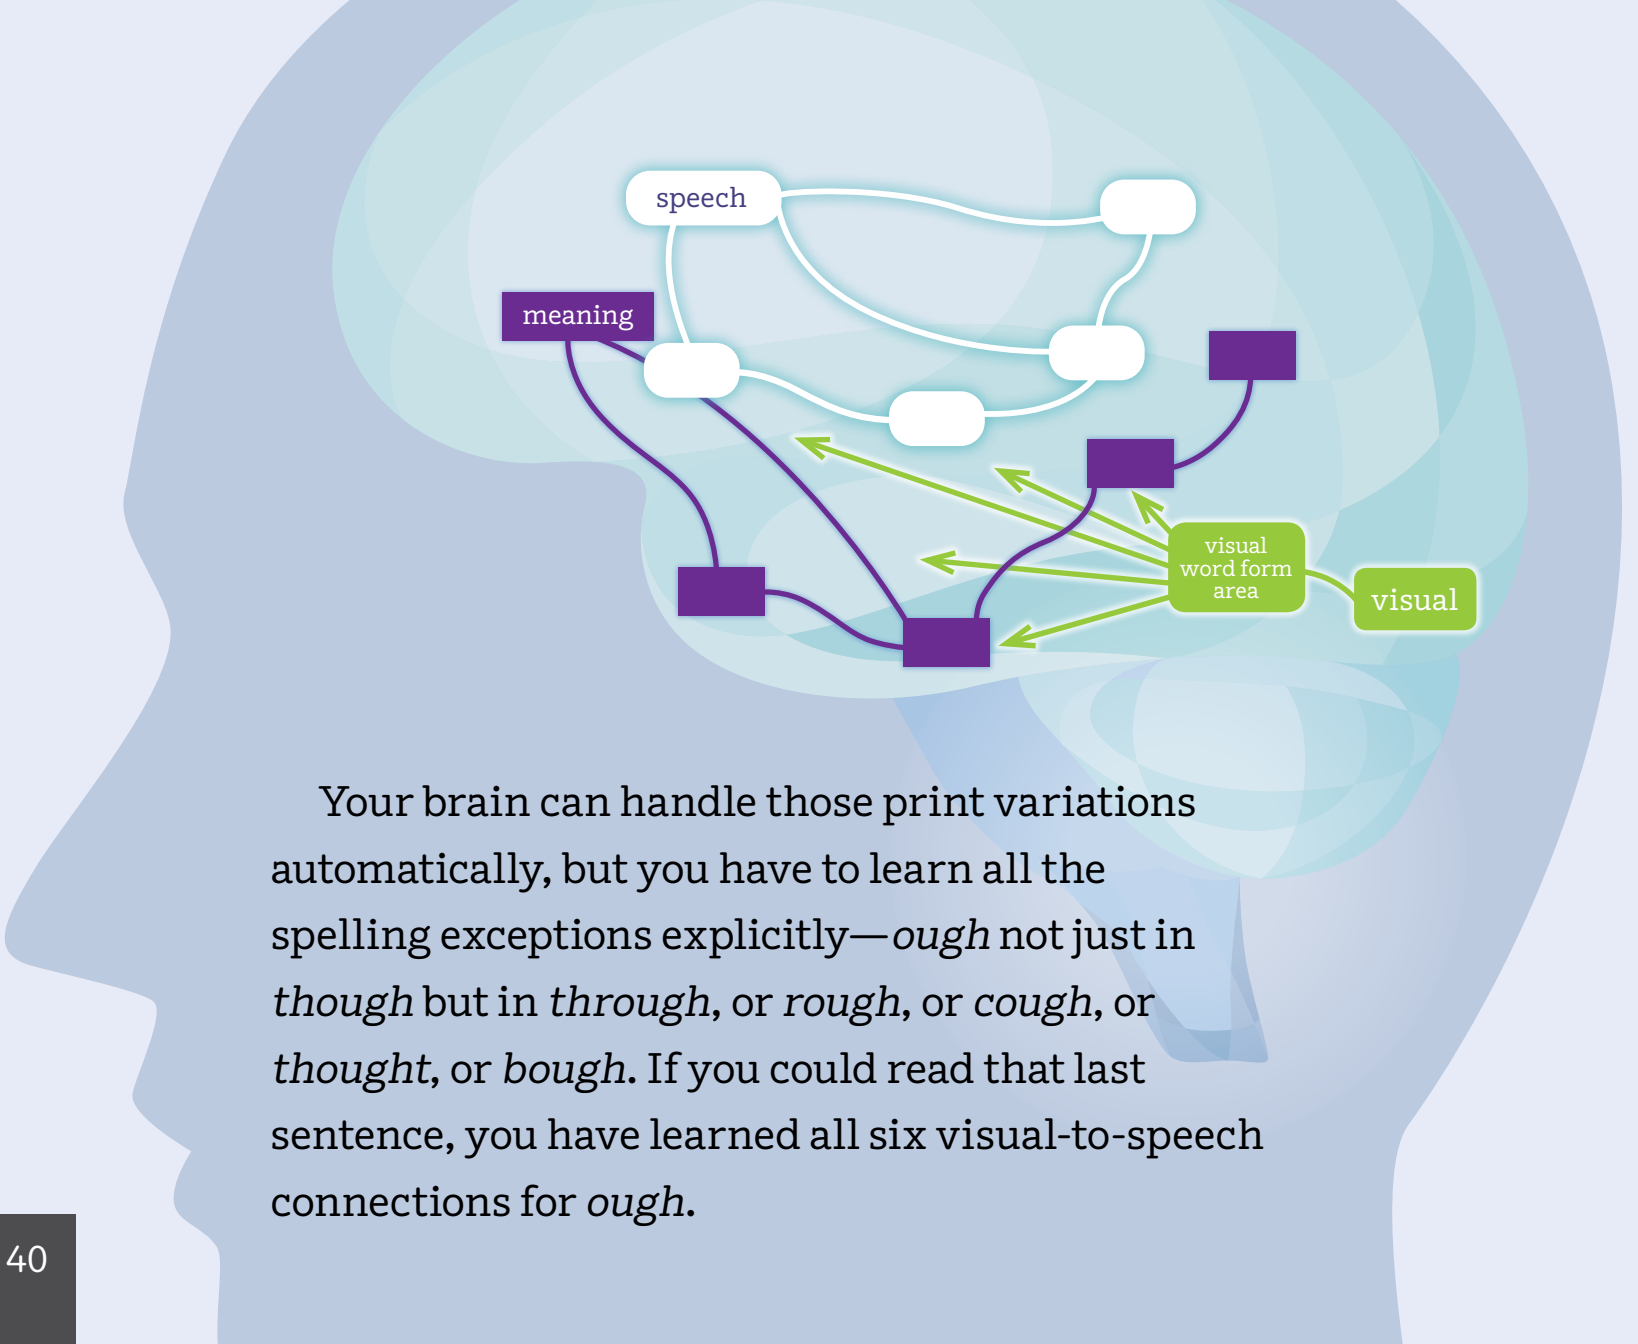 speech
meaning
visual
word form
area
visual
Your brain can handle those print variations
automatically, but you have to learn all the
spelling exceptions explicitly—ough not just in
though but in through, or rough, or cough, or
thought, or bough. If you could read that last
sentence, you have learned all six visual-to-speech
connections for ough.
40